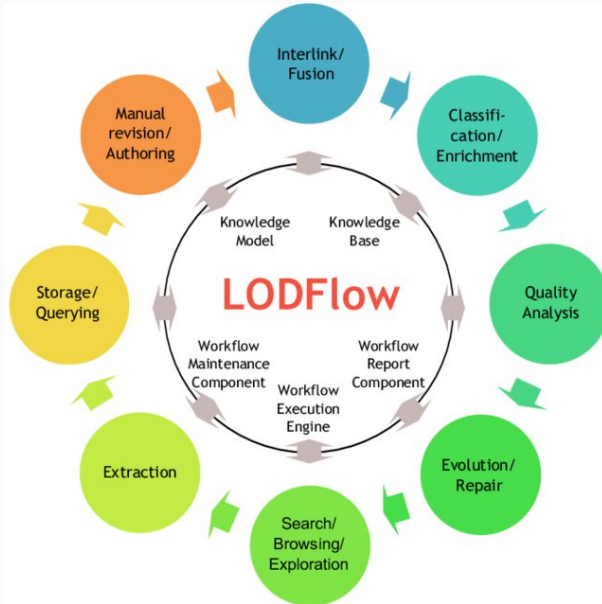 Interlink/
Fusion
Classifi-
cation/
Enrichment
Quality
Analysis
Evolution/
Repair
Search/
Browsing/
Exploration
Extraction
Storage/
Querying
Manual
revision/
Authoring
Knowledge
Model
Knowledge
Base
LODFlow
Workflow
Maintenance
Component
Workflow
Execution
Engine
Workflow
Report
Component